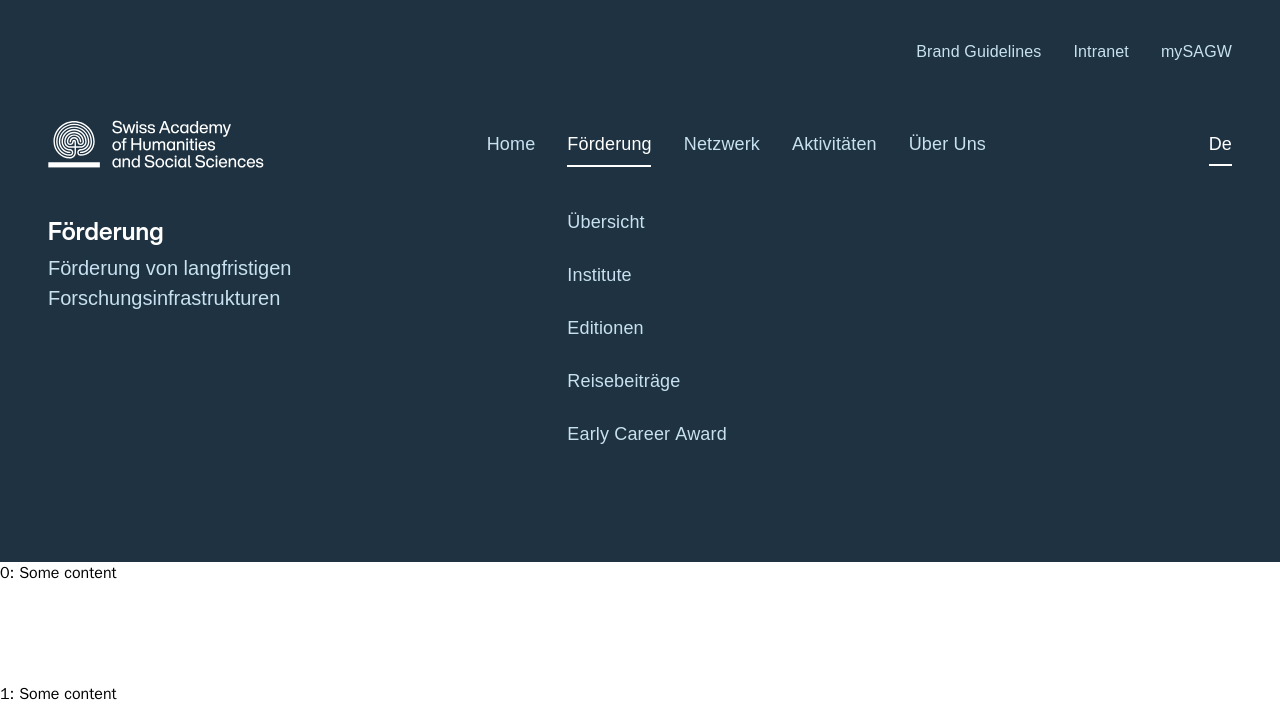 Brand Guidelines Intranet mySAGW
Swiss Academy
of Humanities
and Social Sciences
Home Förderung Netzwerk Aktivitäten Über Uns De
Förderung
Förderung von langfristigen
Forschungsinfrastrukturen
Übersicht
Institute
Editionen
Reisebeiträge
Early Career Award
0: Some content
1: Some content